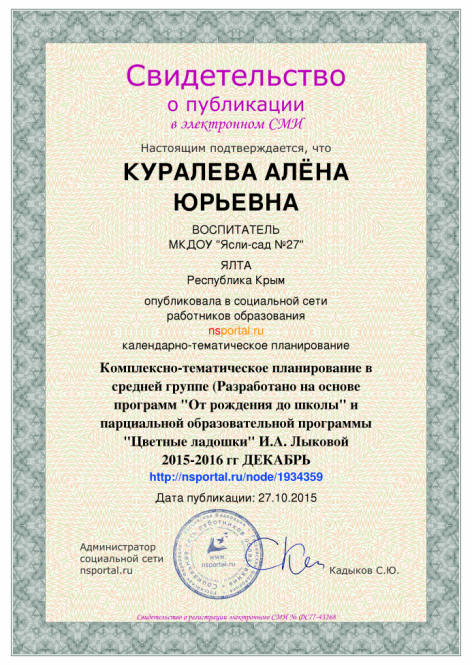 Свидетельство
о публикации
в электронном СМИ
Настоящим подтверждается, что
КУРАЛЕВА АЛЁНА
ЮРЬЕВНА
ВОСПИТАТЕЛЬ
МКДОУ "Ясли-сад №27"
ЯЛТА
Республика Крым
опубликовала в социальной сети
работников образования
nsportal.ru
календарно-тематическое планирование
Комплексно-тематическое планирование в
средней группе (Разработано на основе
программ "От рождения до школы" и
парциальной образовательной программы
"Цветные ладошки" И.А. Лыковой
2015-2016 гг ДЕКАБРЬ
http://nsportal.ru/node/1934359
Дата публикации: 27.10.2015
Администратор
социальной сети
nsportal.ru
www.
nsportal.ru
Кадыков С.Ю.
Свидетельство о регистрации электронного СМИ № ФС77-43268